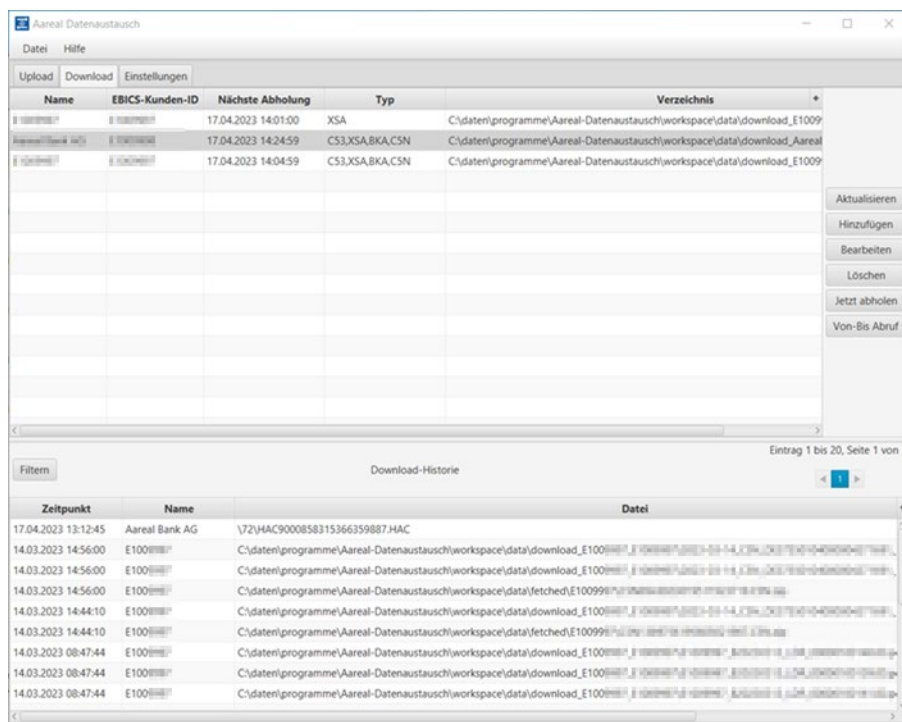 Aareal Datenaustausch
Datei Hilfe
Upload Download Einstellungen
Name EBICS-Kunden-ID Nächste Abholung Typ Verzeichnis +
17.04.2023 14:01:00 XSA C:\daten\programme\Aareal-Datenaustausch\workspace\data\download_E1009
17.04.2023 14:24:59 C53,XSA,BKA,C5N C:\daten\programme\Aareal-Datenaustausch\workspace\data\download_Aareal
17.04.2023 14:04:59 C53,XSA,BKA,C5N C:\daten\programme\Aareal-Datenaustausch\workspace\data\download_E1009
Aktualisieren
Hinzufügen
Bearbeiten
Löschen
Jetzt abholen
Von-Bis Abruf
Eintrag 1 bis 20, Seite 1 von
Filtern Download-Historie 1
Zeitpunkt Name Datei
17.04.2023 13:12:45 Aareal Bank AG \72\HAC9000858315366359887.HAC
14.03.2023 14:56:00 E100 C:\daten\programme\Aareal-Datenaustausch\workspace\data\download_E100
14.03.2023 14:56:00 E100 C:\daten\programme\Aareal-Datenaustausch\workspace\data\download_E100
14.03.2023 14:56:00 E100 C:\daten\programme\Aareal-Datenaustausch\workspace\data\fetched\E10099
14.03.2023 14:44:10 E100 C:\daten\programme\Aareal-Datenaustausch\workspace\data\download_E100
14.03.2023 14:44:10 E100 C:\daten\programme\Aareal-Datenaustausch\workspace\data\fetched\E10099
14.03.2023 08:47:44 E100 C:\daten\programme\Aareal-Datenaustausch\workspace\data\download_E100
14.03.2023 08:47:44 E100 C:\daten\programme\Aareal-Datenaustausch\workspace\data\download_E100
14.03.2023 08:47:44 E100 C:\daten\programme\Aareal-Datenaustausch\workspace\data\download_E100